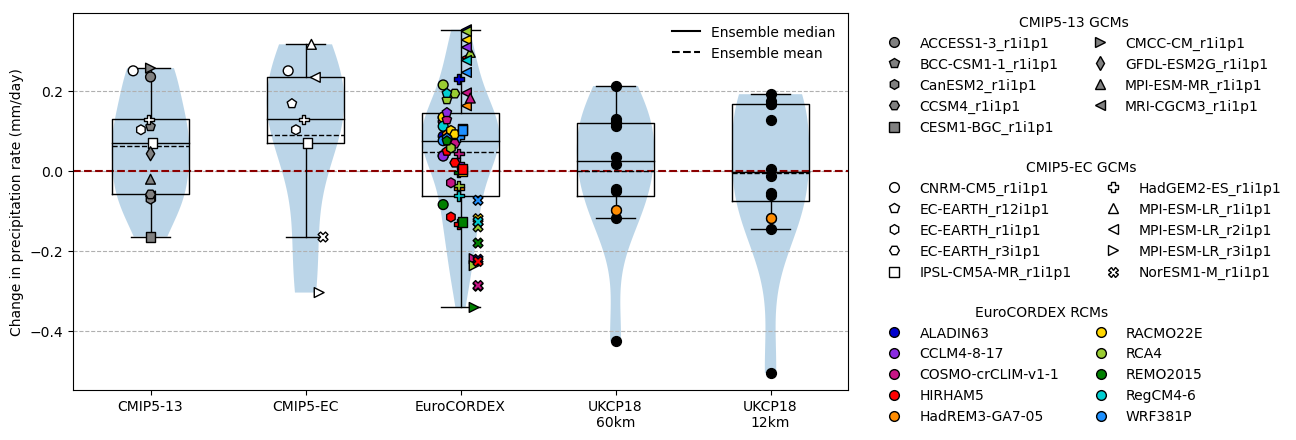 Change in precipitation rate (mm/day)
0.2
0.0
−0.2
−0.4
Ensemble median
Ensemble mean
CMIP5-13
CMIP5-EC
EuroCORDEX
UKCP18
60km
UKCP18
12km
CMIP5-13 GCMs
ACCESS1-3_r1i1p1
BCC-CSM1-1_r1i1p1
CanESM2_r1i1p1
CCSM4_r1i1p1
CESM1-BGC_r1i1p1
CMCC-CM_r1i1p1
GFDL-ESM2G_r1i1p1
MPI-ESM-MR_r1i1p1
MRI-CGCM3_r1i1p1
CMIP5-EC GCMs
CNRM-CM5_r1i1p1
EC-EARTH_r12i1p1
EC-EARTH_r1i1p1
EC-EARTH_r3i1p1
IPSL-CM5A-MR_r1i1p1
HadGEM2-ES_r1i1p1
MPI-ESM-LR_r1i1p1
MPI-ESM-LR_r2i1p1
MPI-ESM-LR_r3i1p1
NorESM1-M_r1i1p1
EuroCORDEX RCMs
ALADIN63
CCLM4-8-17
COSMO-crCLIM-v1-1
HIRHAM5
HadREM3-GA7-05
RACMO22E
RCA4
REMO2015
RegCM4-6
WRF381P